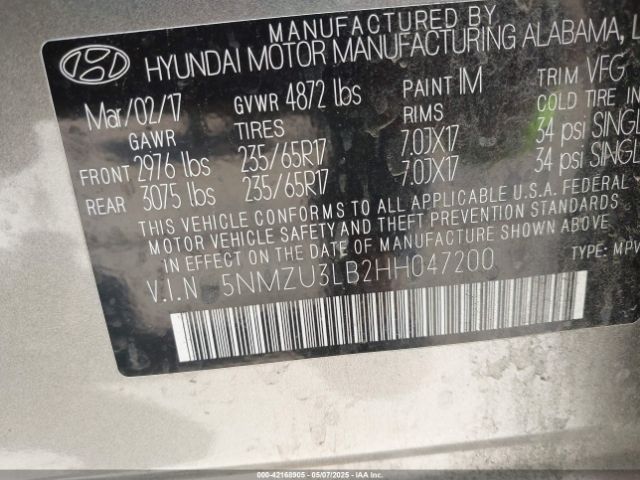 MANUFACTURED BY
HYUNDAI MOTOR MANUFACTURING ALABAMA, L
Mar/02/17 GVWR 4872 lbs PAINT IM TRIM VFG
GAWR TIRES RIMS COLD TIRE IN
FRONT 2976 lbs 235/65R17 7.0JX17 34 psi SINGL
REAR 3075 lbs 235/65R17 7.0JX17 34 psi SINGLE
THIS VEHICLE CONFORMS TO ALL APPLICABLE U.S.A. FEDERAL
MOTOR VEHICLE SAFETY AND THEFT PREVENTION STANDARDS
IN EFFECT ON THE DATE OF MANUFACTURE SHOWN ABOVE
V.I.N 5NMZU3LB2HH047200 TYPE: MPV
000-42168905 - 05/07/2025 - IAAI, Inc.